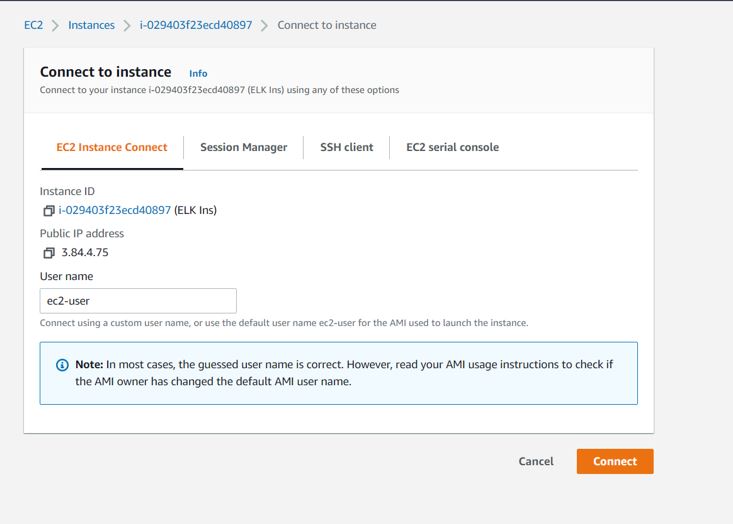 EC2 > Instances > i-029403f23ecd40897 > Connect to instance
Connect to instance Info
Connect to your instance i-029403f23ecd40897 (ELK Ins) using any of these options
EC2 Instance Connect Session Manager SSH client EC2 serial console
Instance ID
i-029403f23ecd40897 (ELK Ins)
Public IP address
3.84.4.75
User name
ec2-user
Connect using a custom user name, or use the default user name ec2-user for the AMI used to launch the instance.
Note: In most cases, the guessed user name is correct. However, read your AMI usage instructions to check if
the AMI owner has changed the default AMI user name.
Cancel Connect